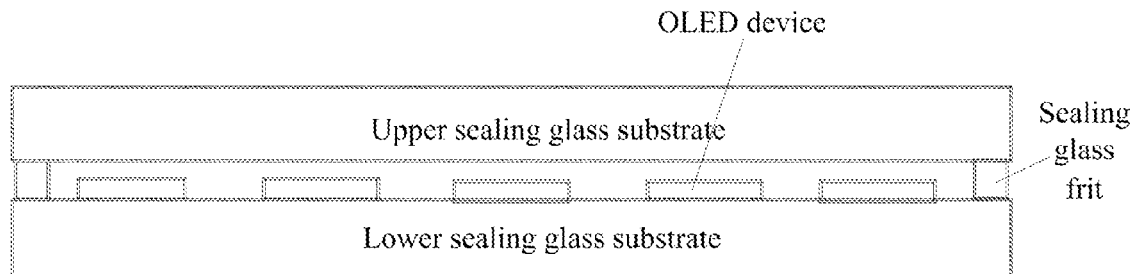 OLED device
Upper sealing glass substrate
Sealing
glass
frit
Lower sealing glass substrate